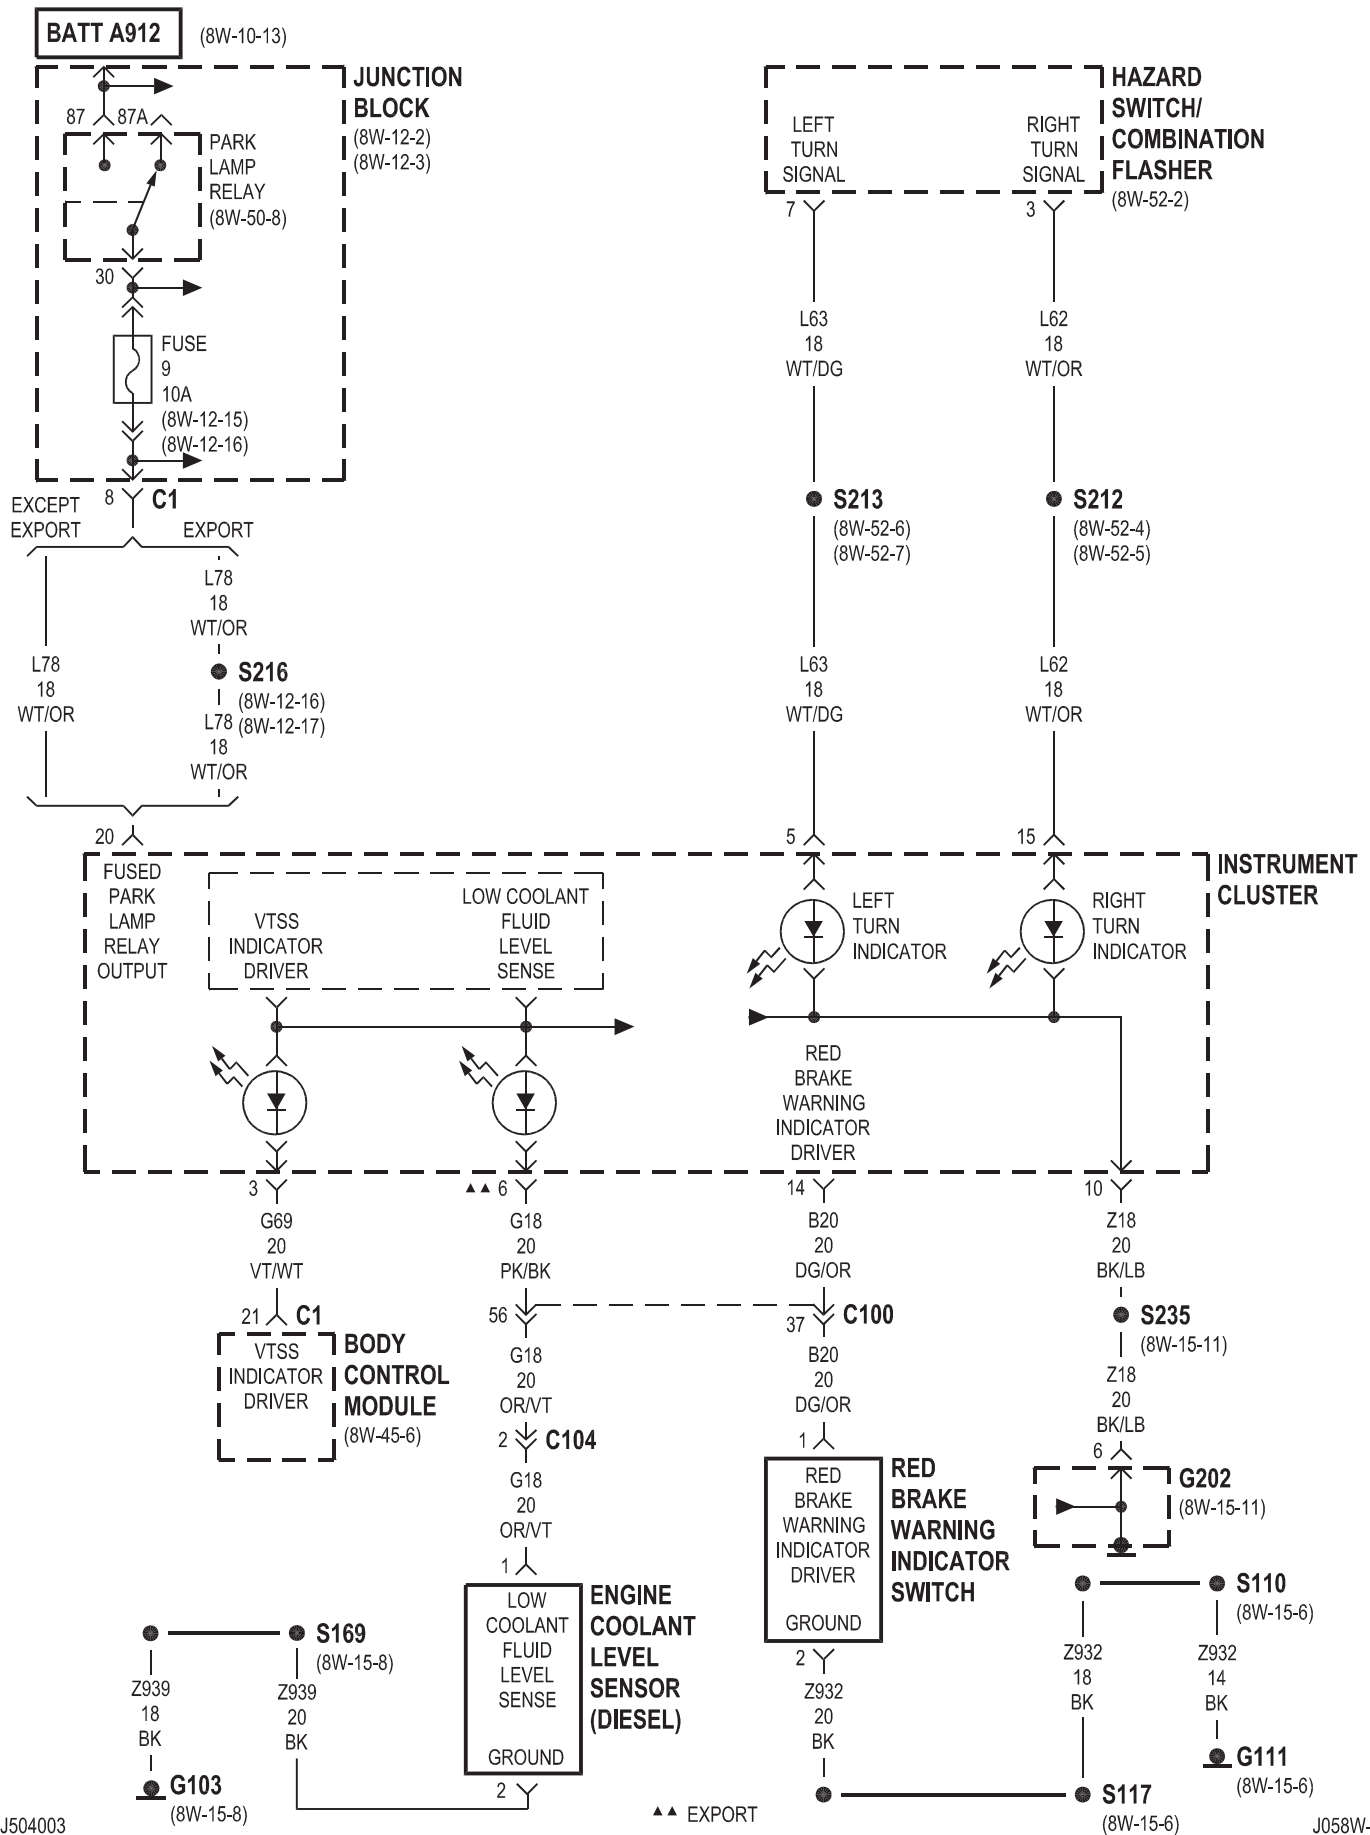 BATT A912
(8W-10-13)
JUNCTION
BLOCK
(8W-12-2)
(8W-12-3)
87
87A
PARK
LAMP
RELAY
(8W-50-8)
30
FUSE
9
10A
(8W-12-15)
(8W-12-16)
8
C1
EXCEPT
EXPORT
EXPORT
L78
18
WT/OR
S216
(8W-12-16)
(8W-12-17)
L78
18
WT/OR
L78
18
WT/OR
20
HAZARD
SWITCH/
COMBINATION
FLASHER
(8W-52-2)
LEFT
TURN
SIGNAL
RIGHT
TURN
SIGNAL
7
3
L63
18
WT/DG
L62
18
WT/OR
S213
(8W-52-6)
(8W-52-7)
S212
(8W-52-4)
(8W-52-5)
L63
18
WT/DG
L62
18
WT/OR
5
15
INSTRUMENT
CLUSTER
FUSED
PARK
LAMP
RELAY
OUTPUT
VTSS
INDICATOR
DRIVER
LOW COOLANT
FLUID
LEVEL
SENSE
LEFT
TURN
INDICATOR
RIGHT
TURN
INDICATOR
RED
BRAKE
WARNING
INDICATOR
DRIVER
3
▲▲ 6
14
10
G69
20
VT/WT
G18
20
PK/BK
B20
20
DG/OR
Z18
20
BK/LB
21
C1
56
37
C100
S235
(8W-15-11)
VTSS
INDICATOR
DRIVER
BODY
CONTROL
MODULE
(8W-45-6)
G18
20
OR/VT
B20
20
DG/OR
Z18
20
BK/LB
2
C104
1
6
G18
20
OR/VT
1
RED
BRAKE
WARNING
INDICATOR
DRIVER
GROUND
RED
BRAKE
WARNING
INDICATOR
SWITCH
G202
(8W-15-11)
LOW
COOLANT
FLUID
LEVEL
SENSE
GROUND
ENGINE
COOLANT
LEVEL
SENSOR
(DIESEL)
S110
(8W-15-6)
S169
(8W-15-8)
2
Z939
18
BK
Z939
20
BK
Z932
20
BK
Z932
18
BK
Z932
14
BK
G103
(8W-15-8)
2
G111
(8W-15-6)
S117
(8W-15-6)
▲▲ EXPORT
J504003
J058W-